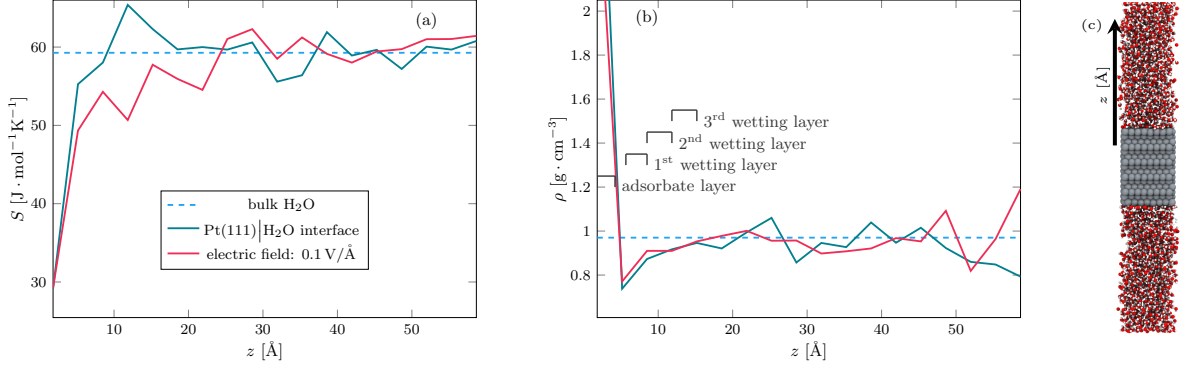 (a)
60
50
40
30
10
20
30
40
50
S [J · mol⁻¹K⁻¹]
z [Å]
bulk H₂O
Pt(111)|H₂O interface
electric field: 0.1 V/Å
(b)
2
1.8
1.6
1.4
1.2
1
0.8
10
20
30
40
50
ρ [g · cm⁻³]
z [Å]
3ʳᵈ wetting layer
2ⁿᵈ wetting layer
1ˢᵗ wetting layer
adsorbate layer
(c)
z [Å]